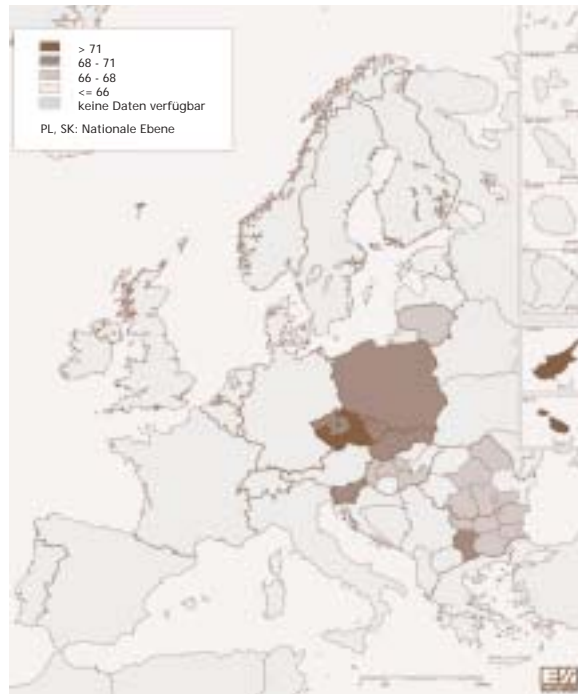 > 71
68 - 71
66 - 68
<= 66
keine Daten verfügbar
PL, SK: Nationale Ebene